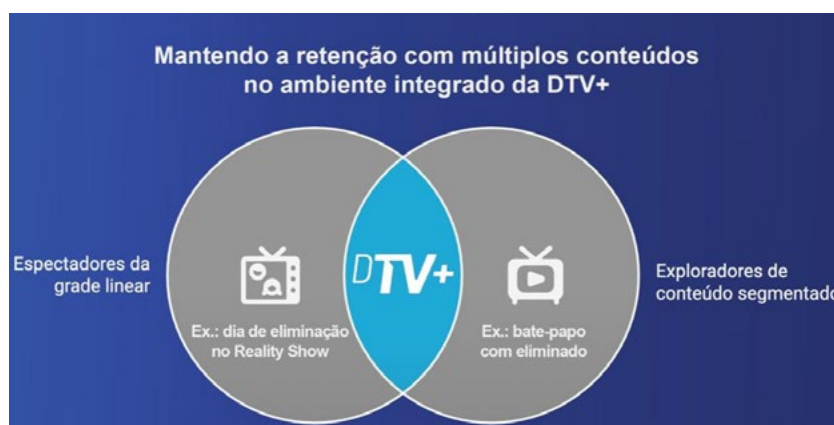 Mantendo a retenção com múltiplos conteúdos
no ambiente integrado da DTV+
Espectadores da
grade linear
Ex.: dia de eliminação
no Reality Show
DTV+
Ex.: bate-papo
com eliminado
Exploradores de
conteúdo segmentado